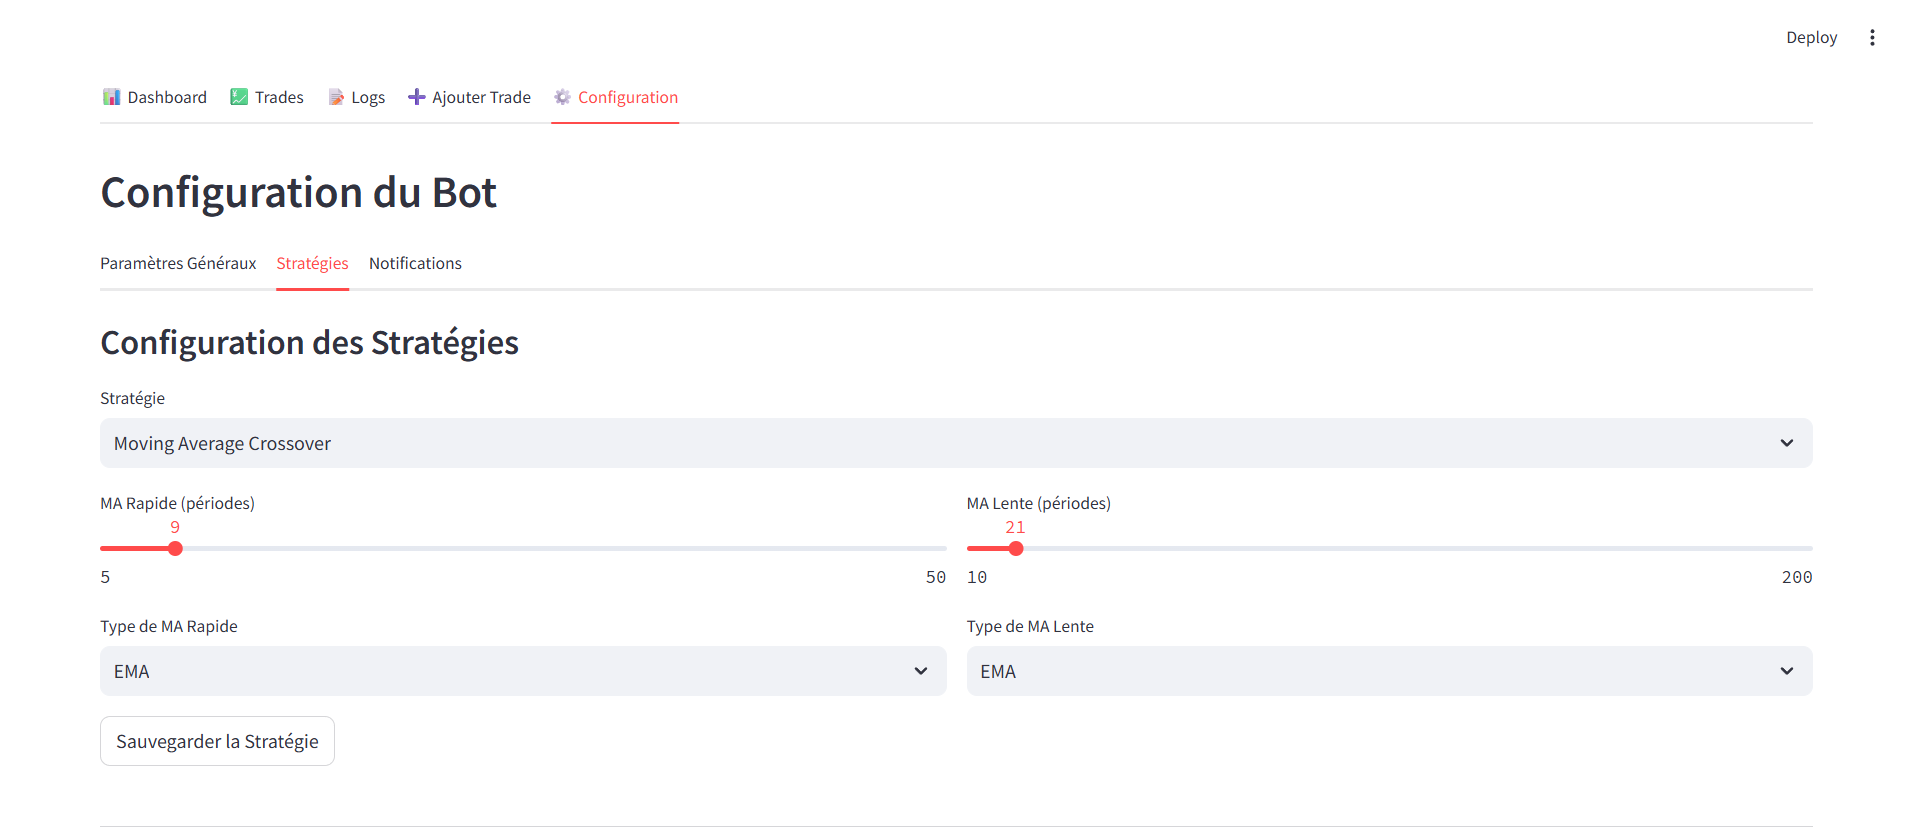 Deploy
Dashboard Trades Logs Ajouter Trade Configuration
Configuration du Bot
Paramètres Généraux Stratégies Notifications
Configuration des Stratégies
Stratégie
Moving Average Crossover
MA Rapide (périodes) MA Lente (périodes)
9 21
5 50 10 200
Type de MA Rapide Type de MA Lente
EMA EMA
Sauvegarder la Stratégie